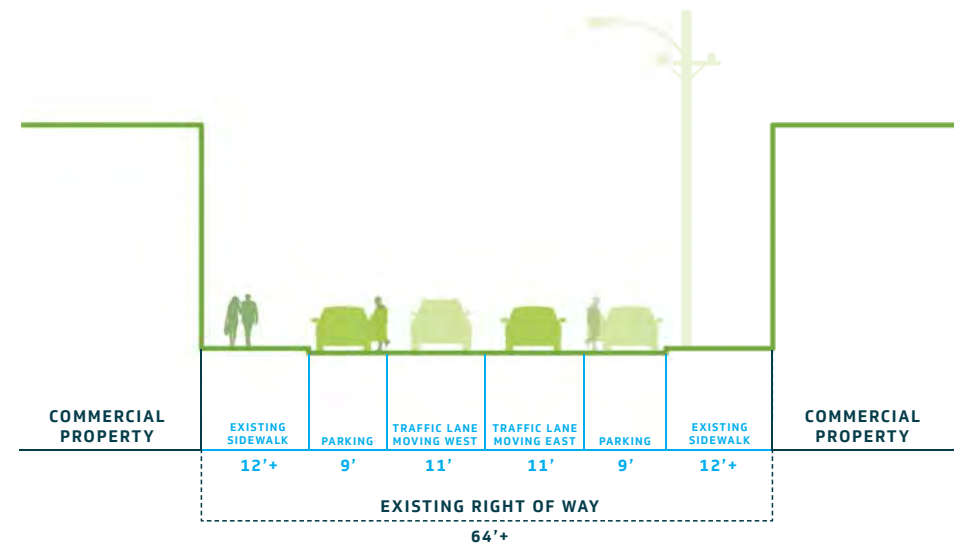 COMMERCIAL
PROPERTY
EXISTING
SIDEWALK
12'+
PARKING
9'
TRAFFIC LANE
MOVING WEST
11'
TRAFFIC LANE
MOVING EAST
11'
PARKING
9'
EXISTING
SIDEWALK
12'+
COMMERCIAL
PROPERTY
EXISTING RIGHT OF WAY
64'+